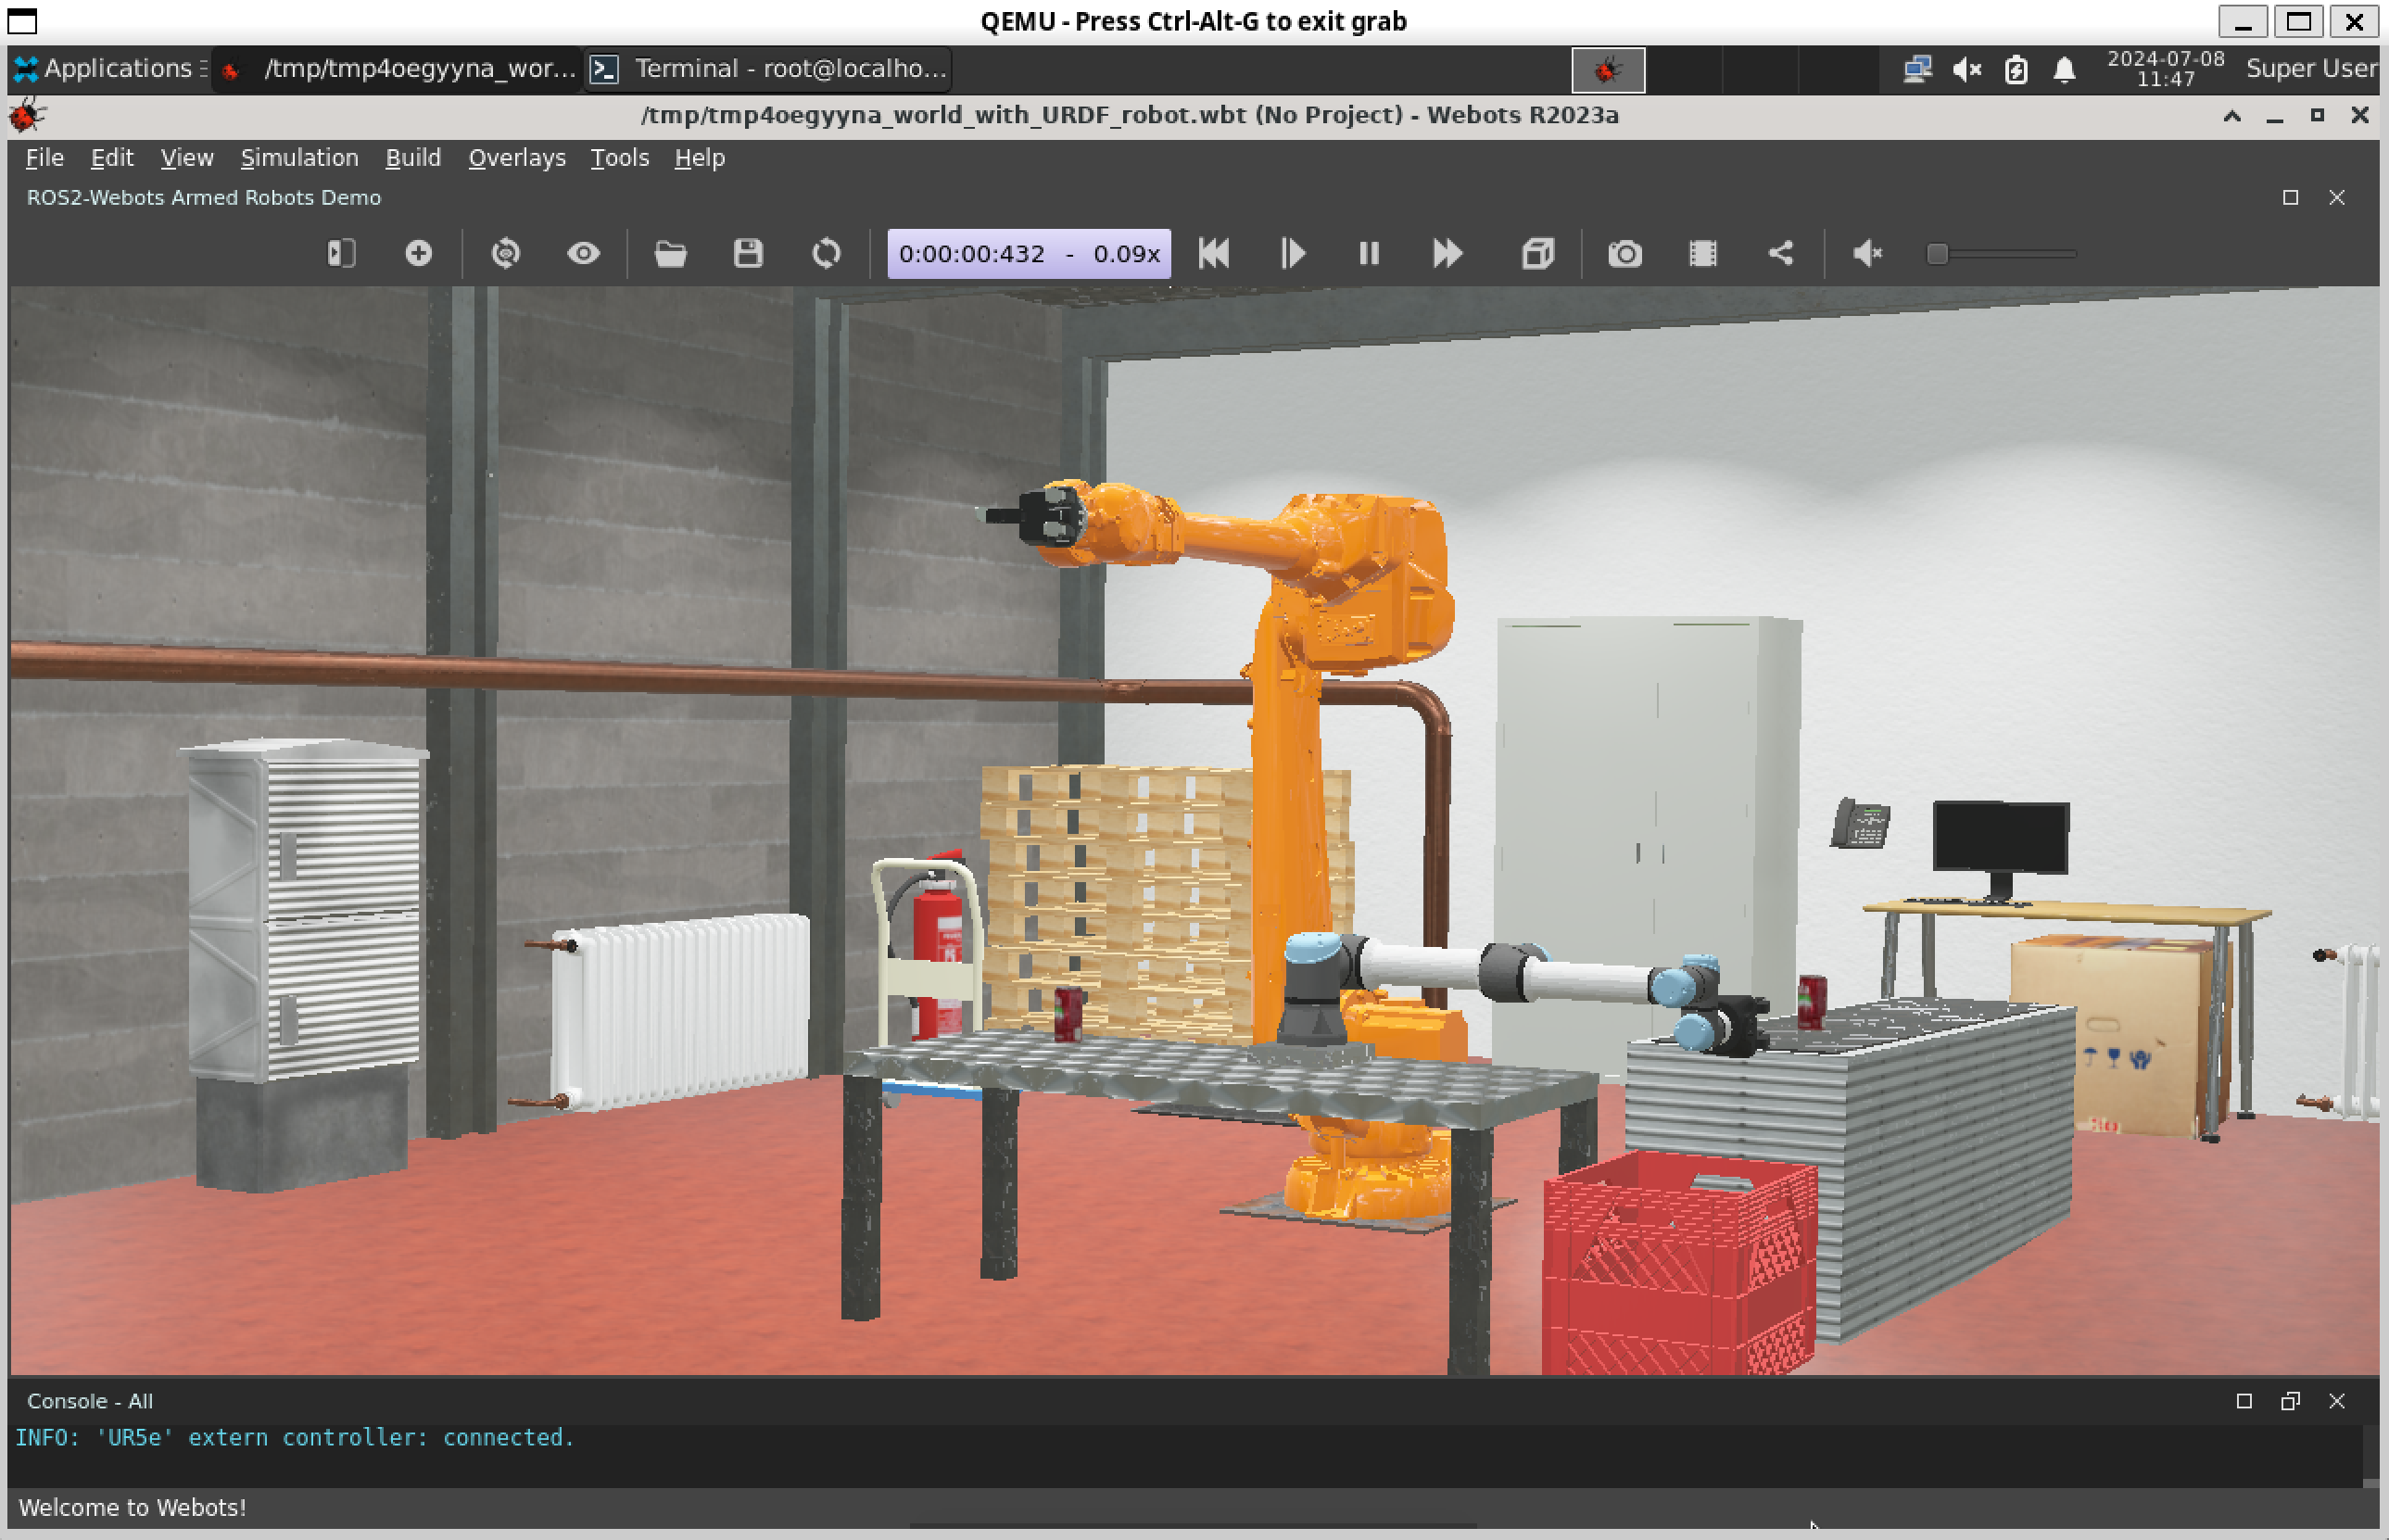 QEMU - Press Ctrl-Alt-G to exit grab
Applications
/tmp/tmp4oegyyna_wor...
Terminal - root@localho...
2024-07-08
11:47
Super User
/tmp/tmp4oegyyna_world_with_URDF_robot.wbt (No Project) - Webots R2023a
File Edit View Simulation Build Overlays Tools Help
ROS2-Webots Armed Robots Demo
0:00:00:432 - 0.09x
Console - All
INFO: 'UR5e' extern controller: connected.
Welcome to Webots!